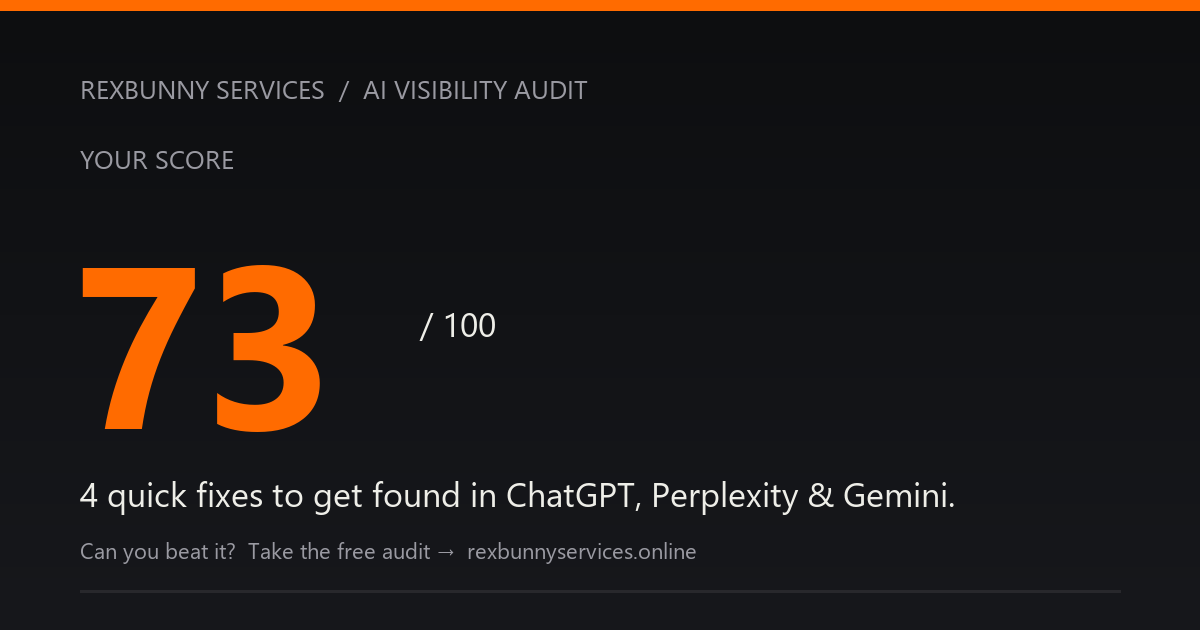 REXBUNNY SERVICES / AI VISIBILITY AUDIT
YOUR SCORE
73 / 100
4 quick fixes to get found in ChatGPT, Perplexity & Gemini.
Can you beat it? Take the free audit → rexbunnyservices.online